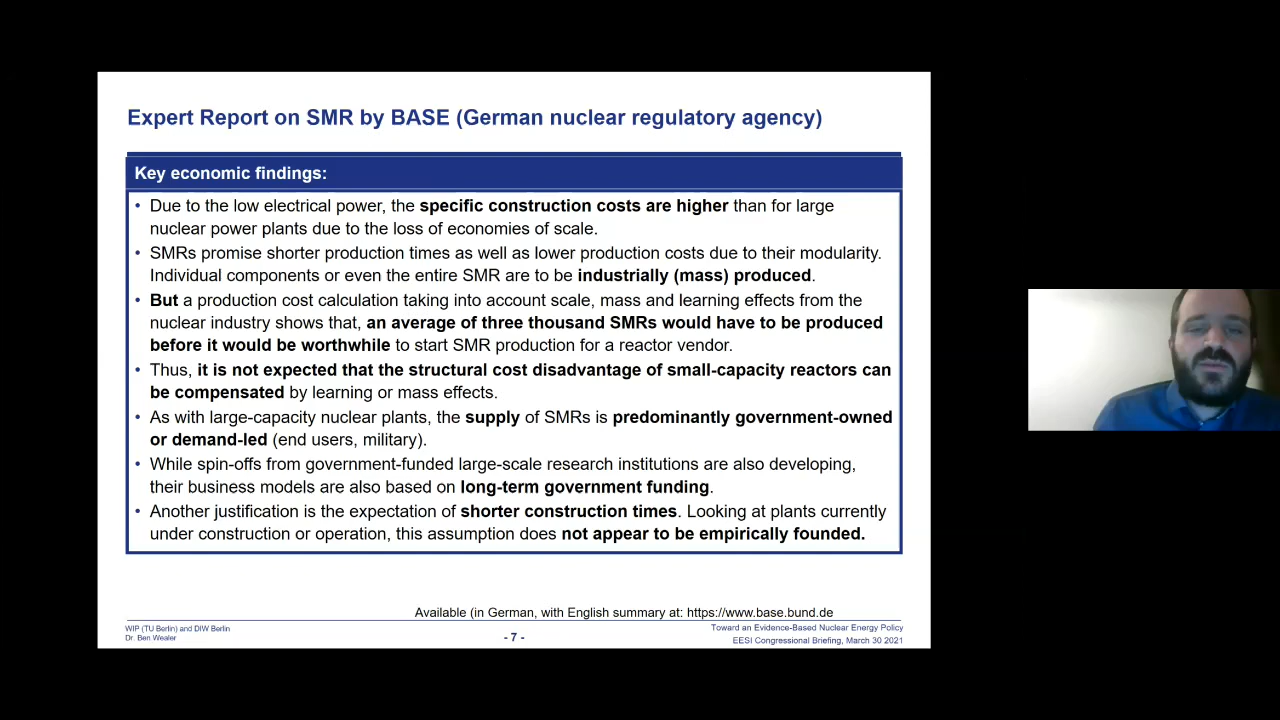 Expert Report on SMR by BASE (German nuclear regulatory agency)
Key economic findings:
• Due to the low electrical power, the specific construction costs are higher than for large
nuclear power plants due to the loss of economies of scale.
• SMRs promise shorter production times as well as lower production costs due to their modularity.
Individual components or even the entire SMR are to be industrially (mass) produced.
• But a production cost calculation taking into account scale, mass and learning effects from the
nuclear industry shows that, an average of three thousand SMRs would have to be produced
before it would be worthwhile to start SMR production for a reactor vendor.
• Thus, it is not expected that the structural cost disadvantage of small-capacity reactors can
be compensated by learning or mass effects.
• As with large-capacity nuclear plants, the supply of SMRs is predominantly government-owned
or demand-led (end users, military).
• While spin-offs from government-funded large-scale research institutions are also developing,
their business models are also based on long-term government funding.
• Another justification is the expectation of shorter construction times. Looking at plants currently
under construction or operation, this assumption does not appear to be empirically founded.
Available (in German, with English summary at: https://www.base.bund.de
WIP (TU Berlin) and DIW Berlin
Dr. Ben Wealer
- 7 -
Toward an Evidence-Based Nuclear Energy Policy
EESI Congressional Briefing, March 30 2021